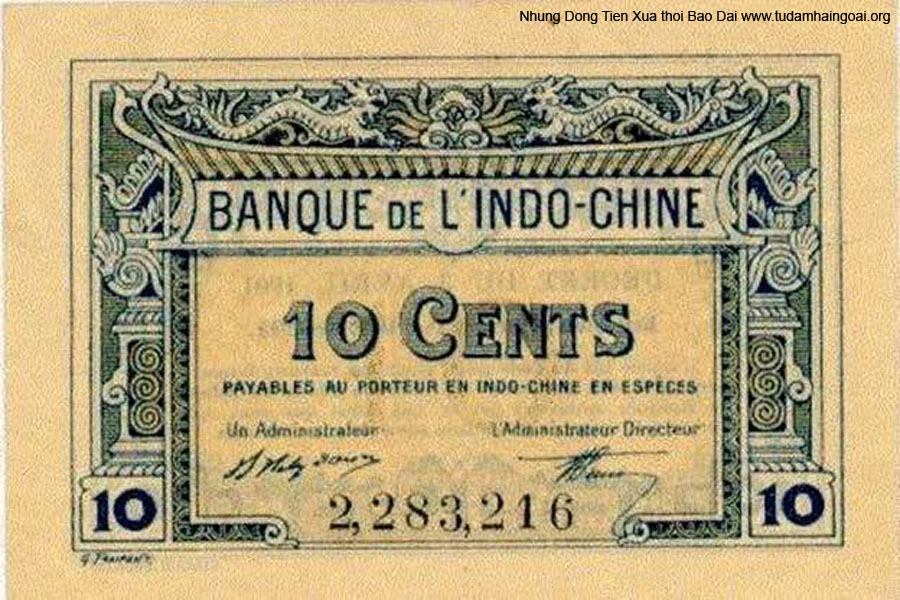 Nhung Dong Tien Xua thoi Bao Dai www.tudamhaingoai.org
BANQUE DE L'INDO-CHINE
10 CENTS
PAYABLES AU PORTEUR EN INDO-CHINE EN ESPÈCES
Un Administrateur L'Administrateur Directeur
2,283,216
10 10